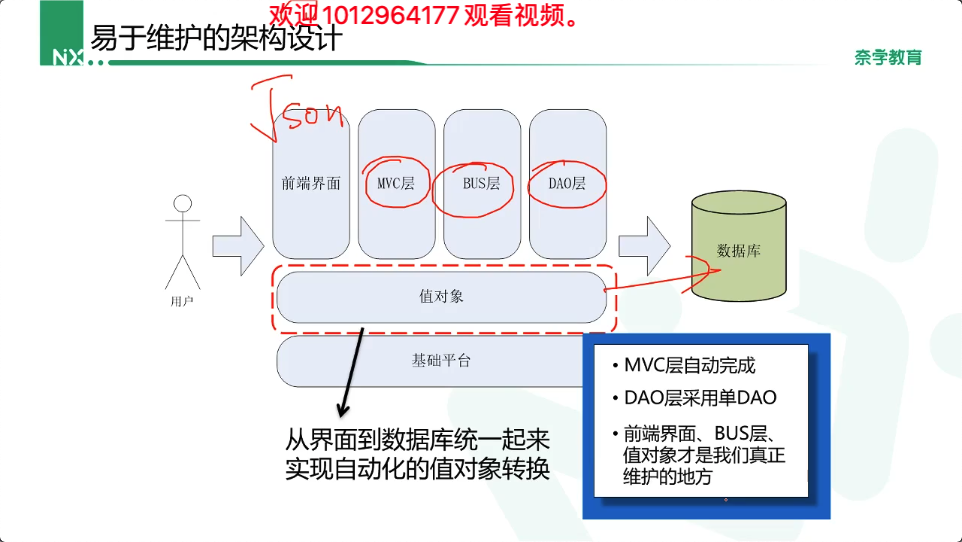 欢迎1012964177观看视频。
易于维护的架构设计
NX
奈学教育
Json
前端界面
MVC层
BUS层
DAO层
用户
数据库
值对象
基础平台
从界面到数据库统一起来
实现自动化的值对象转换
• MVC层自动完成
• DAO层采用单DAO
• 前端界面、BUS层、
值对象才是我们真正
维护的地方